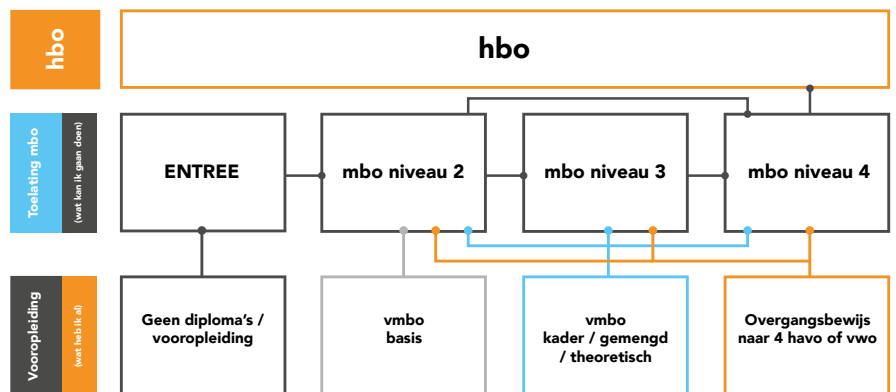 hbo
hbo
Toelating mbo
(wat kan ik gaan doen)
ENTREE
mbo niveau 2
mbo niveau 3
mbo niveau 4
Vooropleiding
(wat heb ik al)
Geen diploma's /
vooropleiding
vmbo
basis
vmbo
kader / gemengd
/ theoretisch
Overgangsbewijs
naar 4 havo of vwo